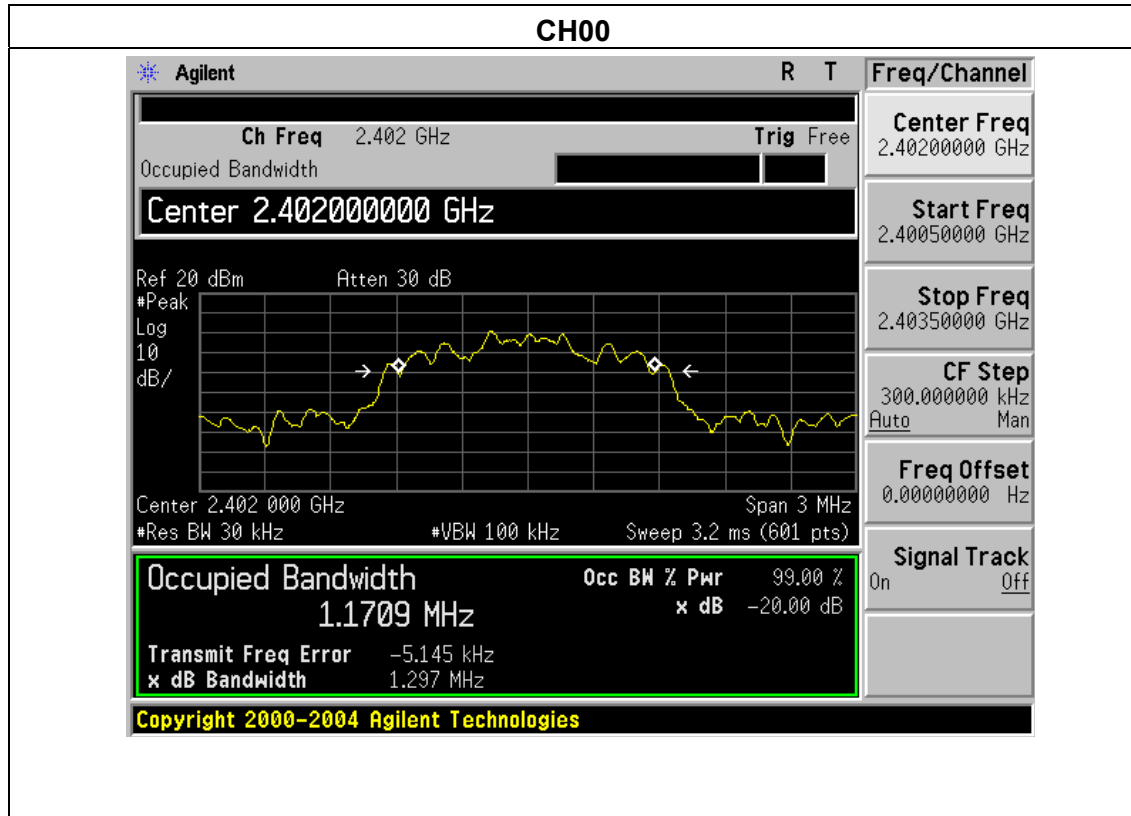 CH00
Agilent R T Freq/Channel
Ch Freq 2.402 GHz Trig Free
Occupied Bandwidth
Center 2.402000000 GHz
Ref 20 dBm Atten 30 dB
#Peak
Log
10
dB/
Center 2.402 000 GHz Span 3 MHz
#Res BW 30 kHz #VBW 100 kHz Sweep 3.2 ms (601 pts)
Occupied Bandwidth Occ BW % Pwr 99.00 %
1.1709 MHz x dB -20.00 dB
Transmit Freq Error -5.145 kHz
x dB Bandwidth 1.297 MHz
Copyright 2000-2004 Agilent Technologies
Center Freq
2.40200000 GHz
Start Freq
2.40050000 GHz
Stop Freq
2.40350000 GHz
CF Step
300.000000 kHz
Auto Man
Freq Offset
0.00000000 Hz
Signal Track
On Off